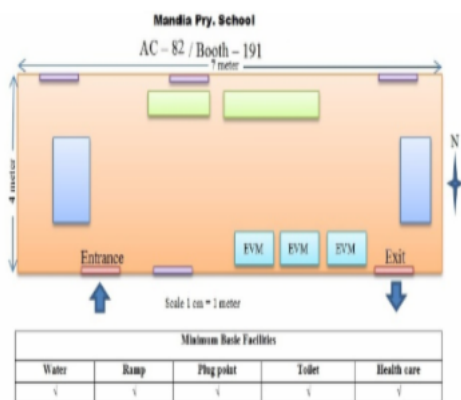 Mandia Pry. School
AC – 82 / Booth – 191
7 meter
4 meter
N
EVM EVM EVM
Entrance
Exit
Scale 1 cm = 1 meter
Minimum Basic Facilities
Water Ramp Plug point Toilet Health care
√ √ √ √ √